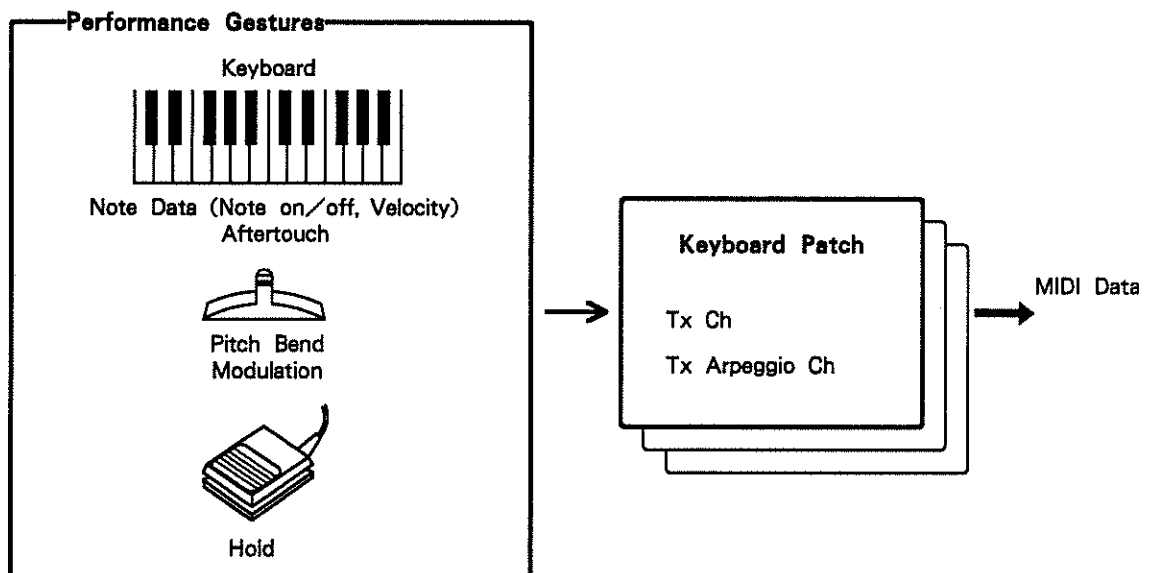 Performance Gestures
Keyboard
Note Data (Note on/off, Velocity)
Aftertouch
Pitch Bend
Modulation
Hold
Keyboard Patch
Tx Ch
Tx Arpeggio Ch
MIDI Data